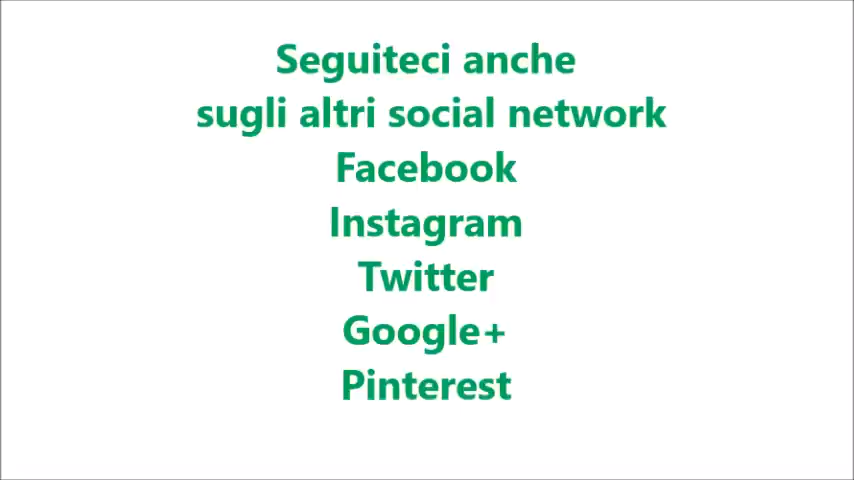 Seguiteci anche
sugli altri social network
Facebook
Instagram
Twitter
Google+
Pinterest